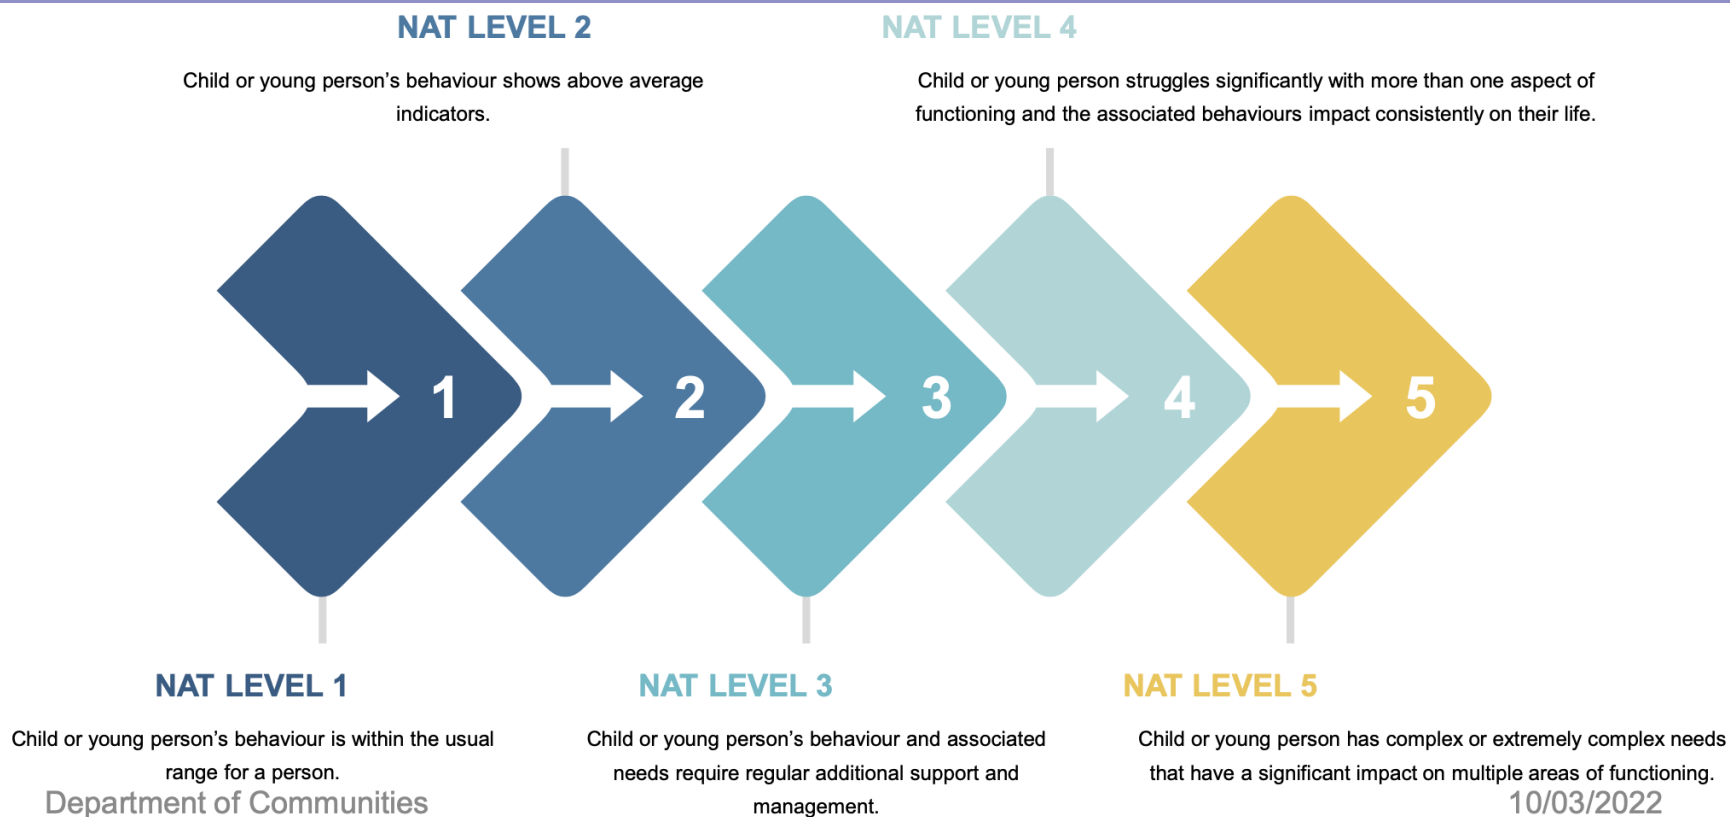 NAT LEVEL 2
Child or young person’s behaviour shows above average
indicators.
NAT LEVEL 4
Child or young person struggles significantly with more than one aspect of
functioning and the associated behaviours impact consistently on their life.
1
2
3
4
5
NAT LEVEL 1
Child or young person’s behaviour is within the usual
range for a person.
NAT LEVEL 3
Child or young person’s behaviour and associated
needs require regular additional support and
management.
NAT LEVEL 5
Child or young person has complex or extremely complex needs
that have a significant impact on multiple areas of functioning.
Department of Communities
10/03/2022